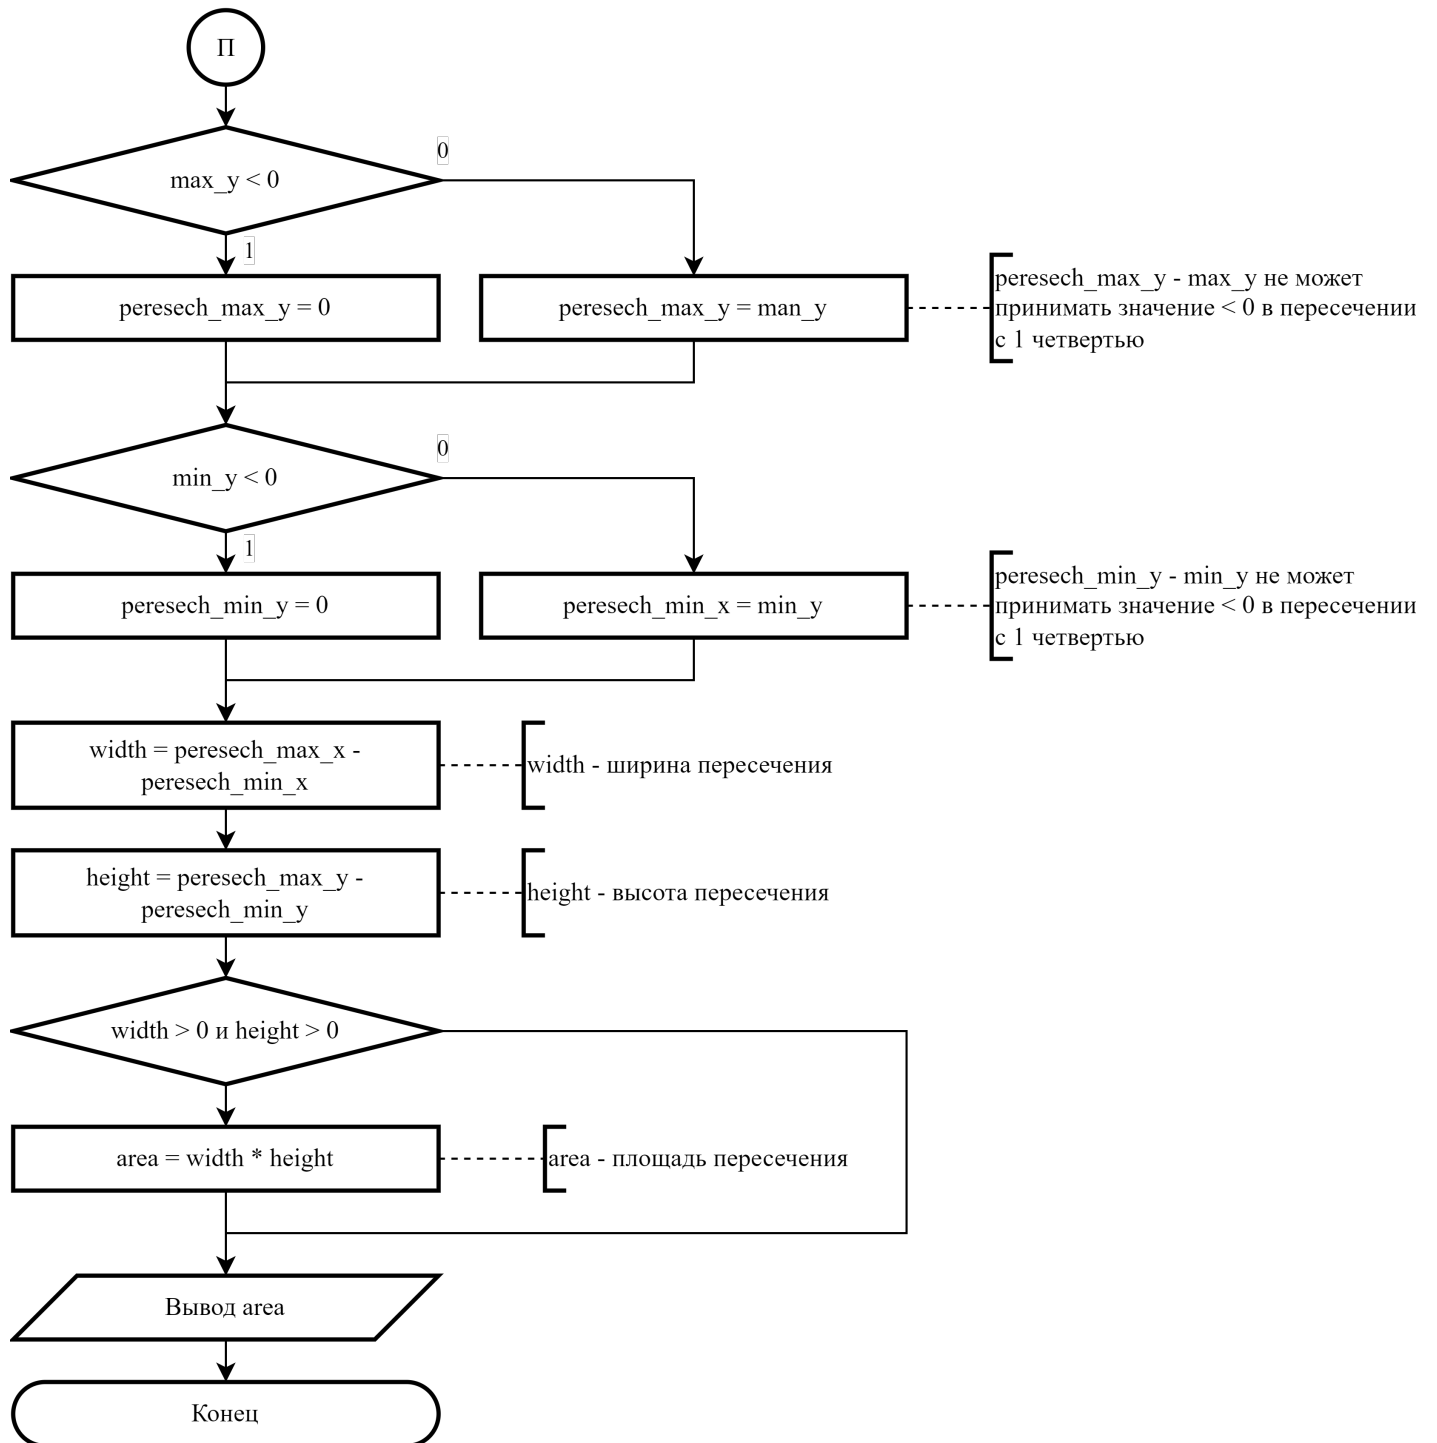 П
max_y < 0
0
1
peresech_max_y = 0
peresech_max_y = man_y
peresech_max_y - max_y не может
принимать значение < 0 в пересечении
с 1 четвертью
min_y < 0
0
1
peresech_min_y = 0
peresech_min_x = min_y
peresech_min_y - min_y не может
принимать значение < 0 в пересечении
с 1 четвертью
width = peresech_max_x -
peresech_min_x
width - ширина пересечения
height = peresech_max_y -
peresech_min_y
height - высота пересечения
width > 0 и height > 0
area = width * height
area - площадь пересечения
Вывод area
Конец